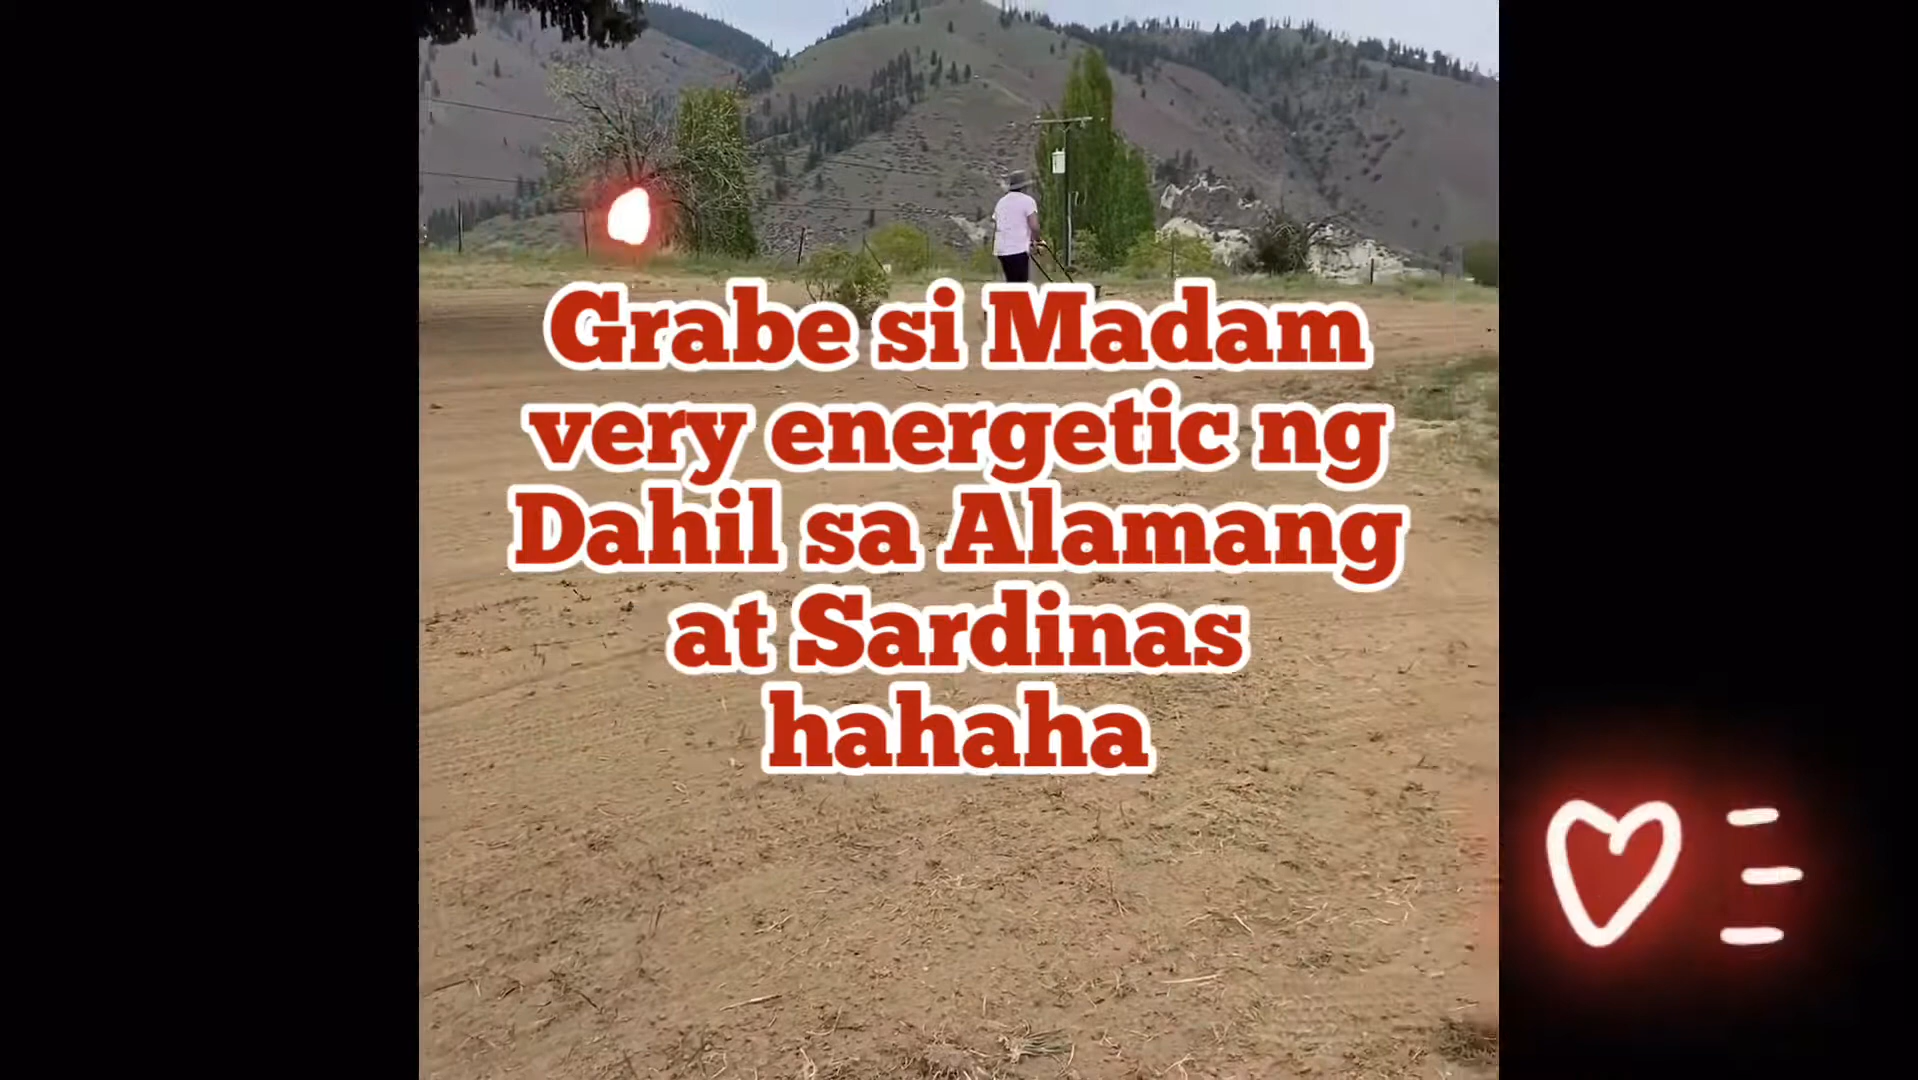 Grabe si Madam
very energetic ng
Dahil sa Alamang
at Sardinas
hahaha